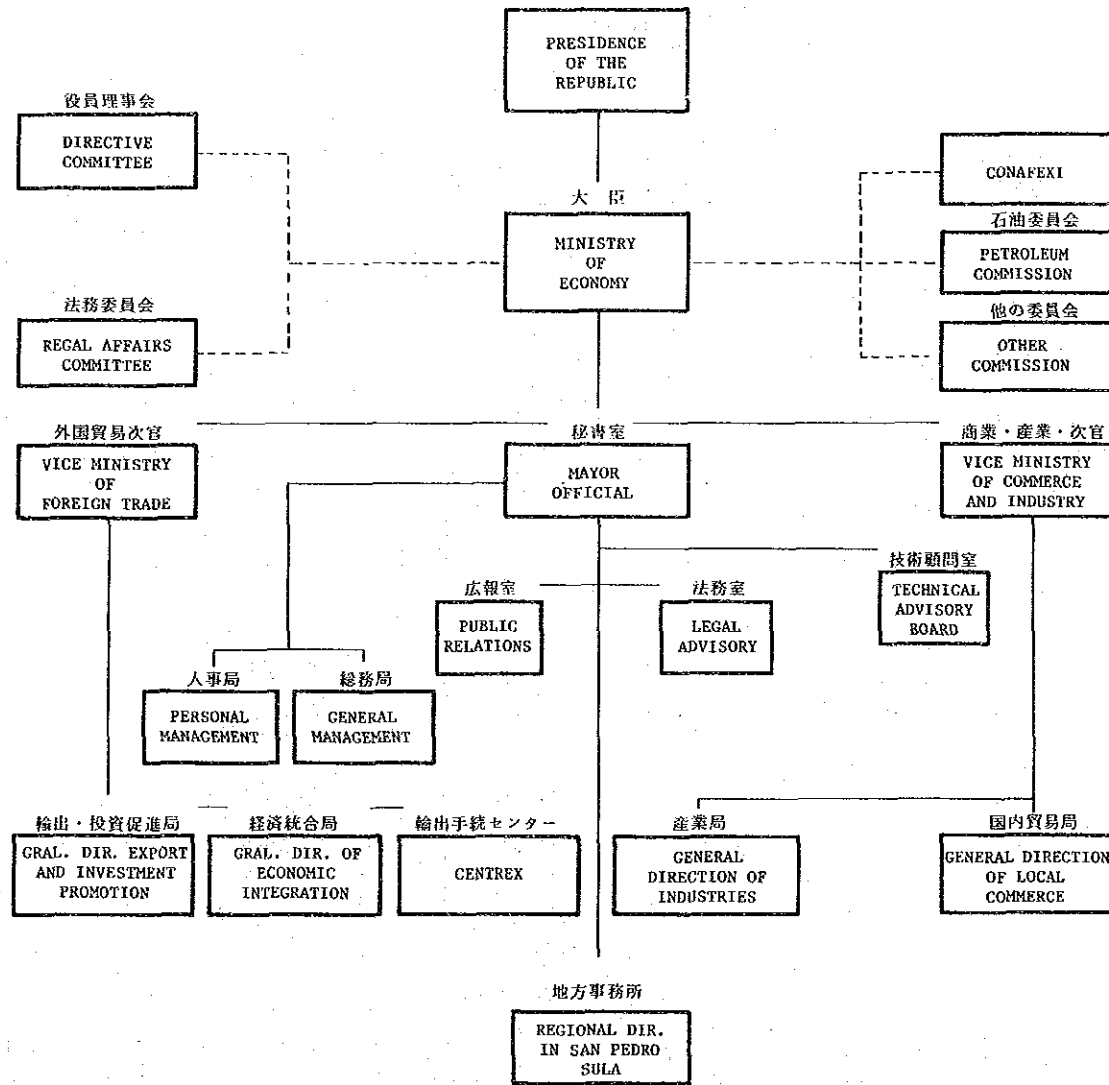 PRESIDENCE
OF THE
REPUBLIC
役員理事会
DIRECTIVE
COMMITTEE
CONAFEXI
大臣
MINISTRY
OF
ECONOMY
石油委員会
PETROLEUM
COMMISSION
法務委員会
REGAL AFFAIRS
COMMITTEE
他の委員会
OTHER
COMMISSION
外国貿易次官
VICE MINISTRY
OF
FOREIGN TRADE
秘書室
MAYOR
OFFICIAL
商業・産業・次官
VICE MINISTRY
OF COMMERCE
AND INDUSTRY
技術顧問室
TECHNICAL
ADVISORY
BOARD
広報室
PUBLIC
RELATIONS
法務室
LEGAL
ADVISORY
人事局
PERSONAL
MANAGEMENT
総務局
GENERAL
MANAGEMENT
輸出・投資促進局
GRAL. DIR. EXPORT
AND INVESTMENT
PROMOTION
経済統合局
GRAL. DIR. OF
ECONOMIC
INTEGRATION
輸出手続センター
CENTREX
産業局
GENERAL
DIRECTION OF
INDUSTRIES
国内貿易局
GENERAL DIRECTION
OF LOCAL
COMMERCE
地方事務所
REGIONAL DIR.
IN SAN PEDRO
SULA